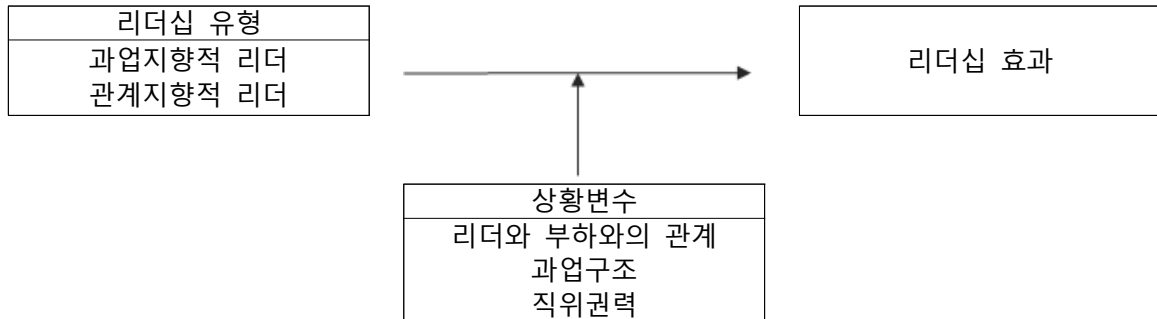 리더십 유형
과업지향적 리더
관계지향적 리더
리더십 효과
상황변수
리더와 부하와의 관계
과업구조
직위권력